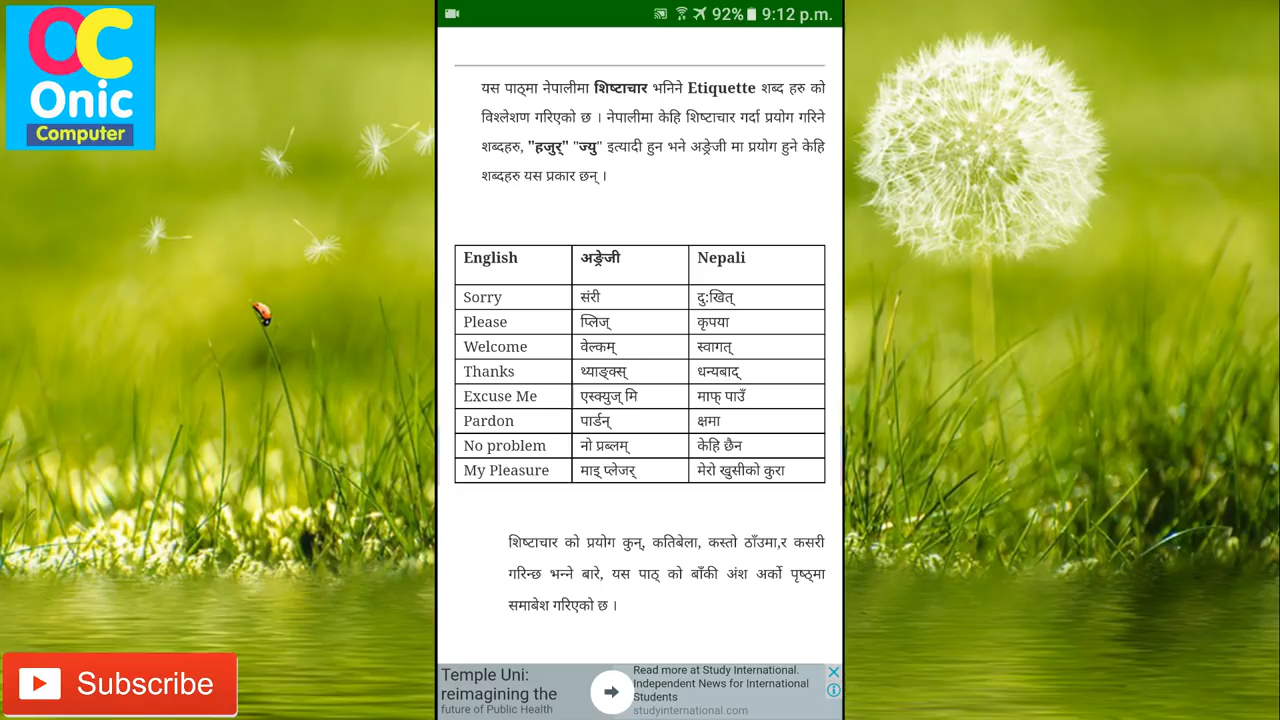 OC
Onic
Computer
92% 9:12 p.m.
यस पाठ्मा नेपालीमा शिष्टाचार भनिने Etiquette शब्द हरु को
विश्लेशण गरिएको छ । नेपालीमा केहि शिष्टाचार गर्दा प्रयोग गरिने
शब्दहरु, "हजुर्" "ज्यु" इत्यादी हुन भने अङ्रेजी मा प्रयोग हुने केहि
शब्दहरु यस प्रकार छन् ।
English अङ्रेजी Nepali
Sorry संरी दु:खित्
Please प्लिज् कृपया
Welcome वेल्कम् स्वागत्
Thanks थ्याङ्क्स् धन्यबाद्
Excuse Me एस्क्युज् मि माफ् पाउँ
Pardon पार्डन् क्षमा
No problem नो प्रब्लम् केहि छैन
My Pleasure माइ् प्लेजर् मेरो खुसीको कुरा
शिष्टाचार को प्रयोग कुन्, कतिबेला, कस्तो ठाँउमा,र कसरी
गरिन्छ भन्ने बारे, यस पाठ् को बाँकी अंश अर्को पृष्ठ्मा
समाबेश गरिएको छ ।
Temple Uni:
reimagining the
future of Public Health
Read more at Study International.
Independent News for International
Students
studyinternational.com
Subscribe